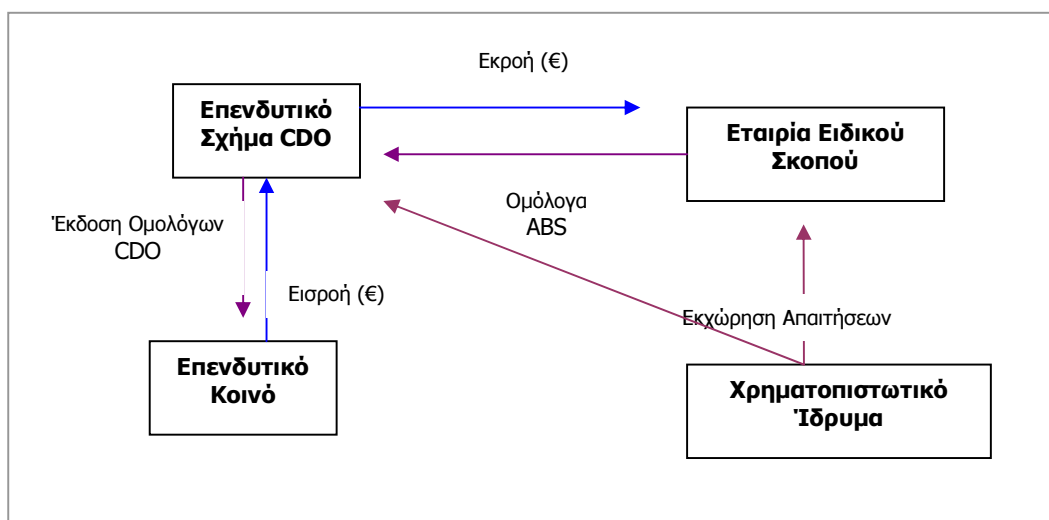 Εκροή (€)
Επενδυτικό
Σχήμα CDO
Εταιρία Ειδικού
Σκοπού
Ομόλογα
ABS
Έκδοση Ομολόγων
CDO
Εισροή (€)
Εκχώρηση Απαιτήσεων
Επενδυτικό
Κοινό
Χρηματοπιστωτικό
Ίδρυμα